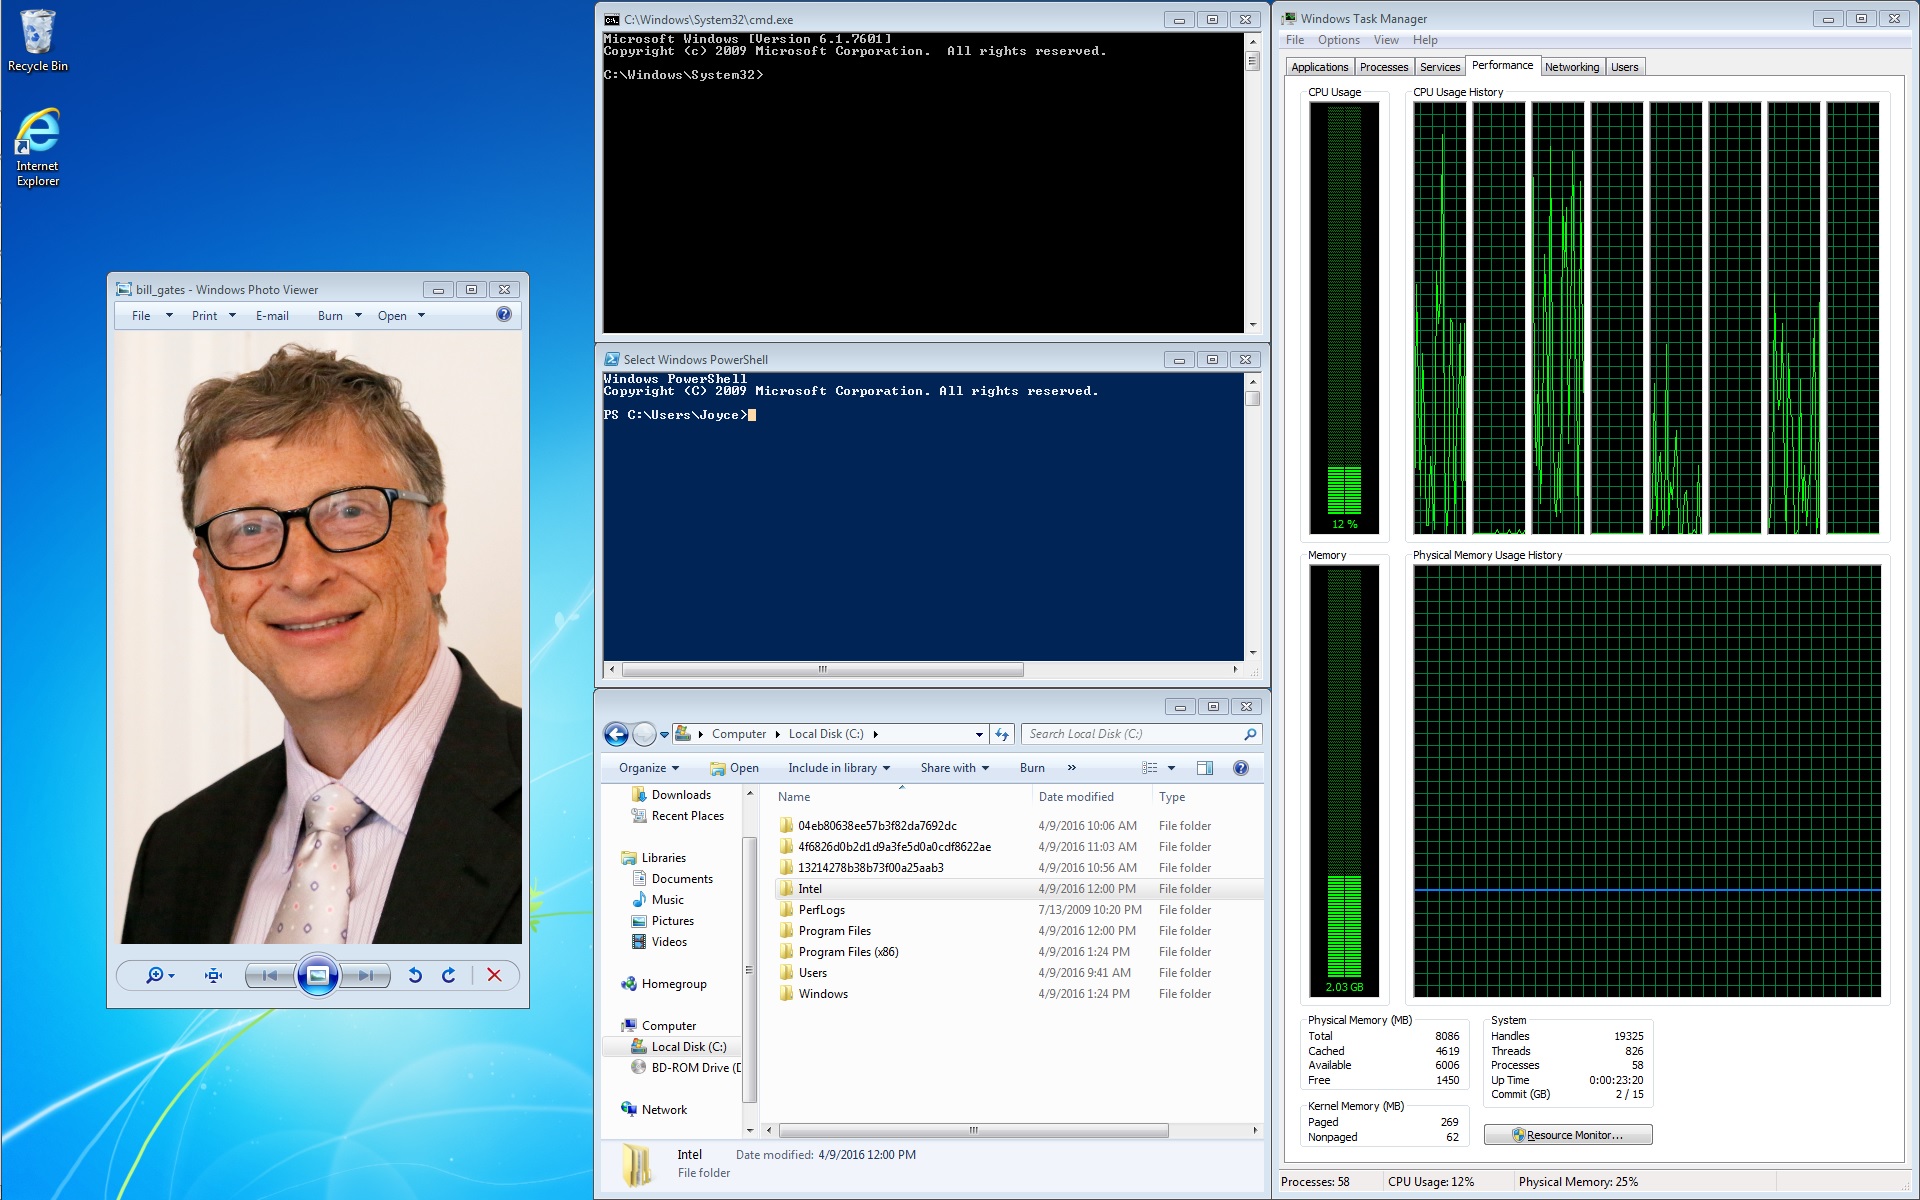 Recycle Bin
Internet
Explorer
bill_gates - Windows Photo Viewer
File Print E-mail Burn Open
C:\Windows\System32\cmd.exe
Microsoft Windows [Version 6.1.7601]
Copyright (c) 2009 Microsoft Corporation.  All rights reserved.
C:\Windows\System32>
Select Windows PowerShell
Windows PowerShell
Copyright (C) 2009 Microsoft Corporation. All rights reserved.
PS C:\Users\Joyce>
Computer Local Disk (C:) Search Local Disk (C:)
Organize Open Include in library Share with Burn »
Downloads
Recent Places
Libraries
Documents
Music
Pictures
Videos
Homegroup
Computer
Local Disk (C:)
BD-ROM Drive (D
Network
Name Date modified Type
04eb80638ee57b3f82da7692dc 4/9/2016 10:06 AM File folder
4f6826d0b2d1d9a3fe5d0a0cdf8622ae 4/9/2016 11:03 AM File folder
13214278b38b73f00a25aab3 4/9/2016 10:56 AM File folder
Intel 4/9/2016 12:00 PM File folder
PerfLogs 7/13/2009 10:20 PM File folder
Program Files 4/9/2016 12:00 PM File folder
Program Files (x86) 4/9/2016 1:24 PM File folder
Users 4/9/2016 9:41 AM File folder
Windows 4/9/2016 1:24 PM File folder
Intel Date modified: 4/9/2016 12:00 PM
File folder
Windows Task Manager
File Options View Help
Applications Processes Services Performance Networking Users
CPU Usage CPU Usage History
12 %
Memory Physical Memory Usage History
2.03 GB
Physical Memory (MB)
Total 8086
Cached 4619
Available 6006
Free 1450
Kernel Memory (MB)
Paged 269
Nonpaged 62
System
Handles 19325
Threads 826
Processes 58
Up Time 0:00:23:20
Commit (GB) 2 / 15
Resource Monitor...
Processes: 58 CPU Usage: 12% Physical Memory: 25%